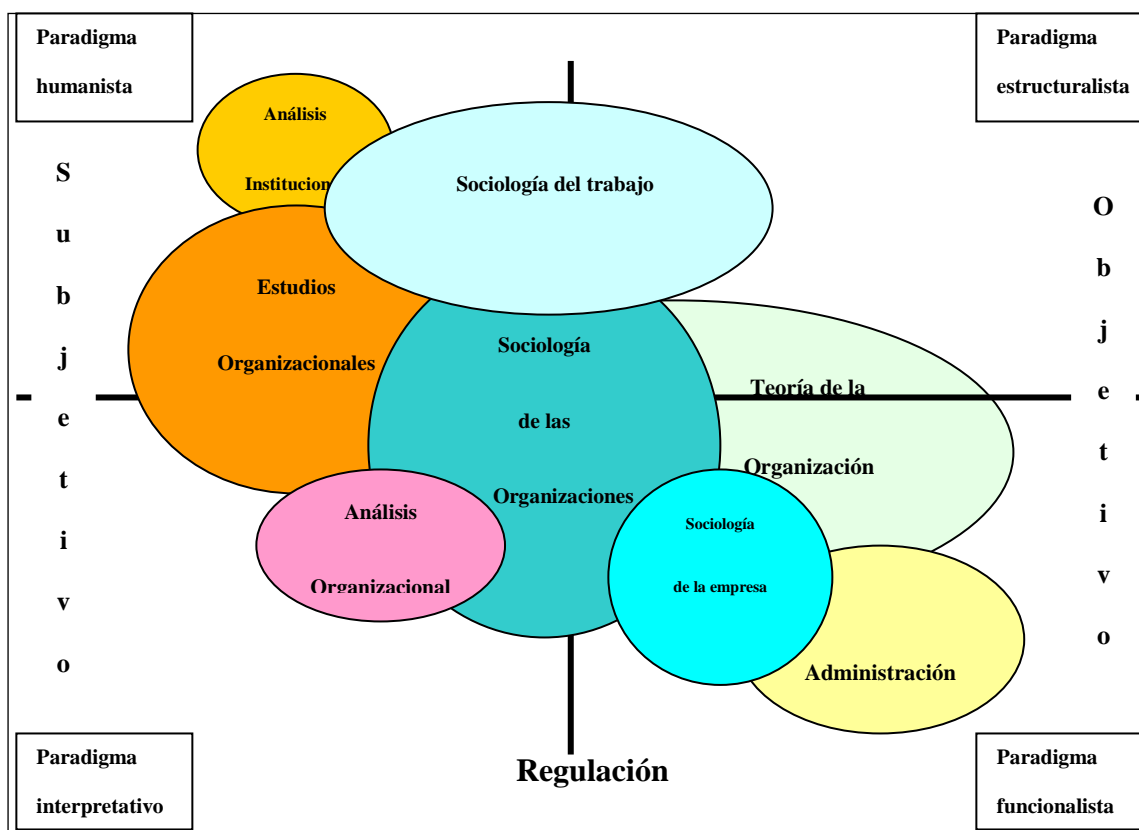 Paradigma
humanista
Paradigma
estructuralista
Análisis
Institucion
Sociología del trabajo
S
u
b
j
e
t
i
v
o
O
b
j
e
t
i
v
o
Estudios
Organizacionales
Sociología
de las
Organizaciones
Teoría de la
Organización
Análisis
Organizacional
Sociología
de la empresa
Administración
Regulación
Paradigma
interpretativo
Paradigma
funcionalista